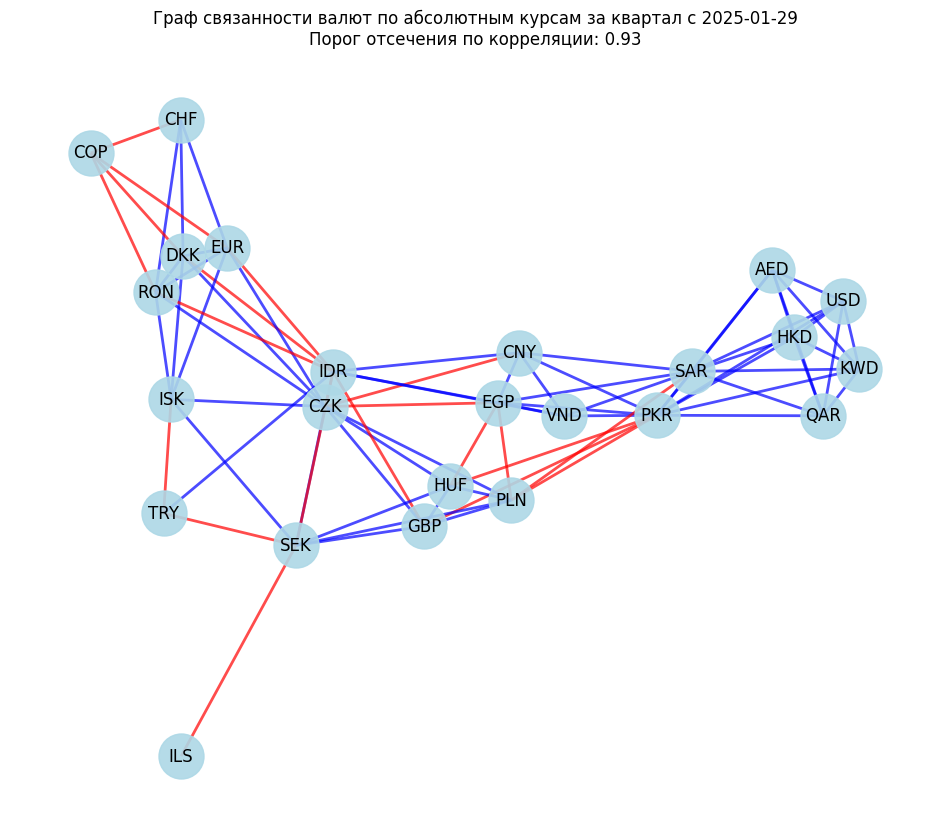 Граф связанности валют по абсолютным курсам за квартал с 2025-01-29
Порог отсечения по корреляции: 0.93
CHF
COP
EUR
DKK
AED
RON
USD
HKD
CNY
KWD
IDR
SAR
ISK
EGP
CZK
VND
PKR
QAR
HUF
PLN
TRY
GBP
SEK
ILS